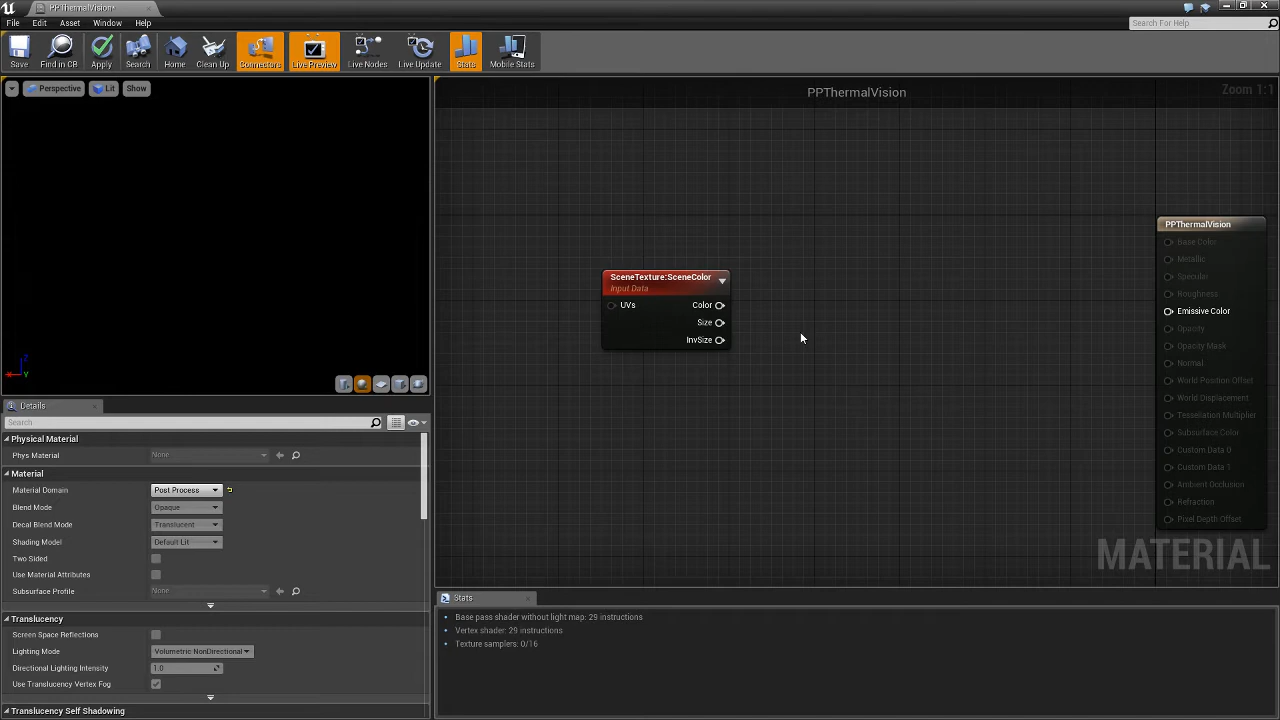 PPThermalVision*
File Edit Asset Window Help
Search For Help
Save Find in CB Apply Search Home Clean Up Connectors Live Preview Live Nodes Live Update Stats Mobile Stats
Perspective Lit Show
PPThermalVision
Zoom 1:1
SceneTexture:SceneColor
Input Data
UVs Color
Size
InvSize
PPThermalVision
Base Color
Metallic
Specular
Roughness
Emissive Color
Opacity
Opacity Mask
Normal
World Position Offset
World Displacement
Tessellation Multiplier
Subsurface Color
Custom Data 0
Custom Data 1
Ambient Occlusion
Refraction
Pixel Depth Offset
MATERIAL
Z
X Y
Details
Search
Physical Material
Phys Material None
Material
Material Domain Post Process
Blend Mode Opaque
Decal Blend Mode Translucent
Shading Model Default Lit
Two Sided
Use Material Attributes
Subsurface Profile None
Translucency
Screen Space Reflections
Lighting Mode Volumetric NonDirectional
Directional Lighting Intensity 1.0
Use Translucency Vertex Fog
Translucency Self Shadowing
Stats
Base pass shader without light map: 29 instructions
Vertex shader: 29 instructions
Texture samplers: 0/16